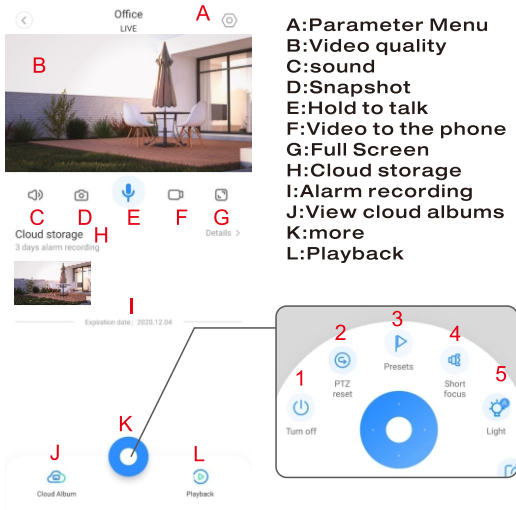 Office
LIVE
A
B
C
D
E
F
G
Cloud storage
H
Details >
3 days alarm recording
I
Expiration date: 2020.12.04
K
J
L
Cloud Album
Playback
A:Parameter Menu
B:Video quality
C:sound
D:Snapshot
E:Hold to talk
F:Video to the phone
G:Full Screen
H:Cloud storage
I:Alarm recording
J:View cloud albums
K:more
L:Playback
1
Turn off
2
PTZ
reset
3
Presets
4
Short
focus
5
Light